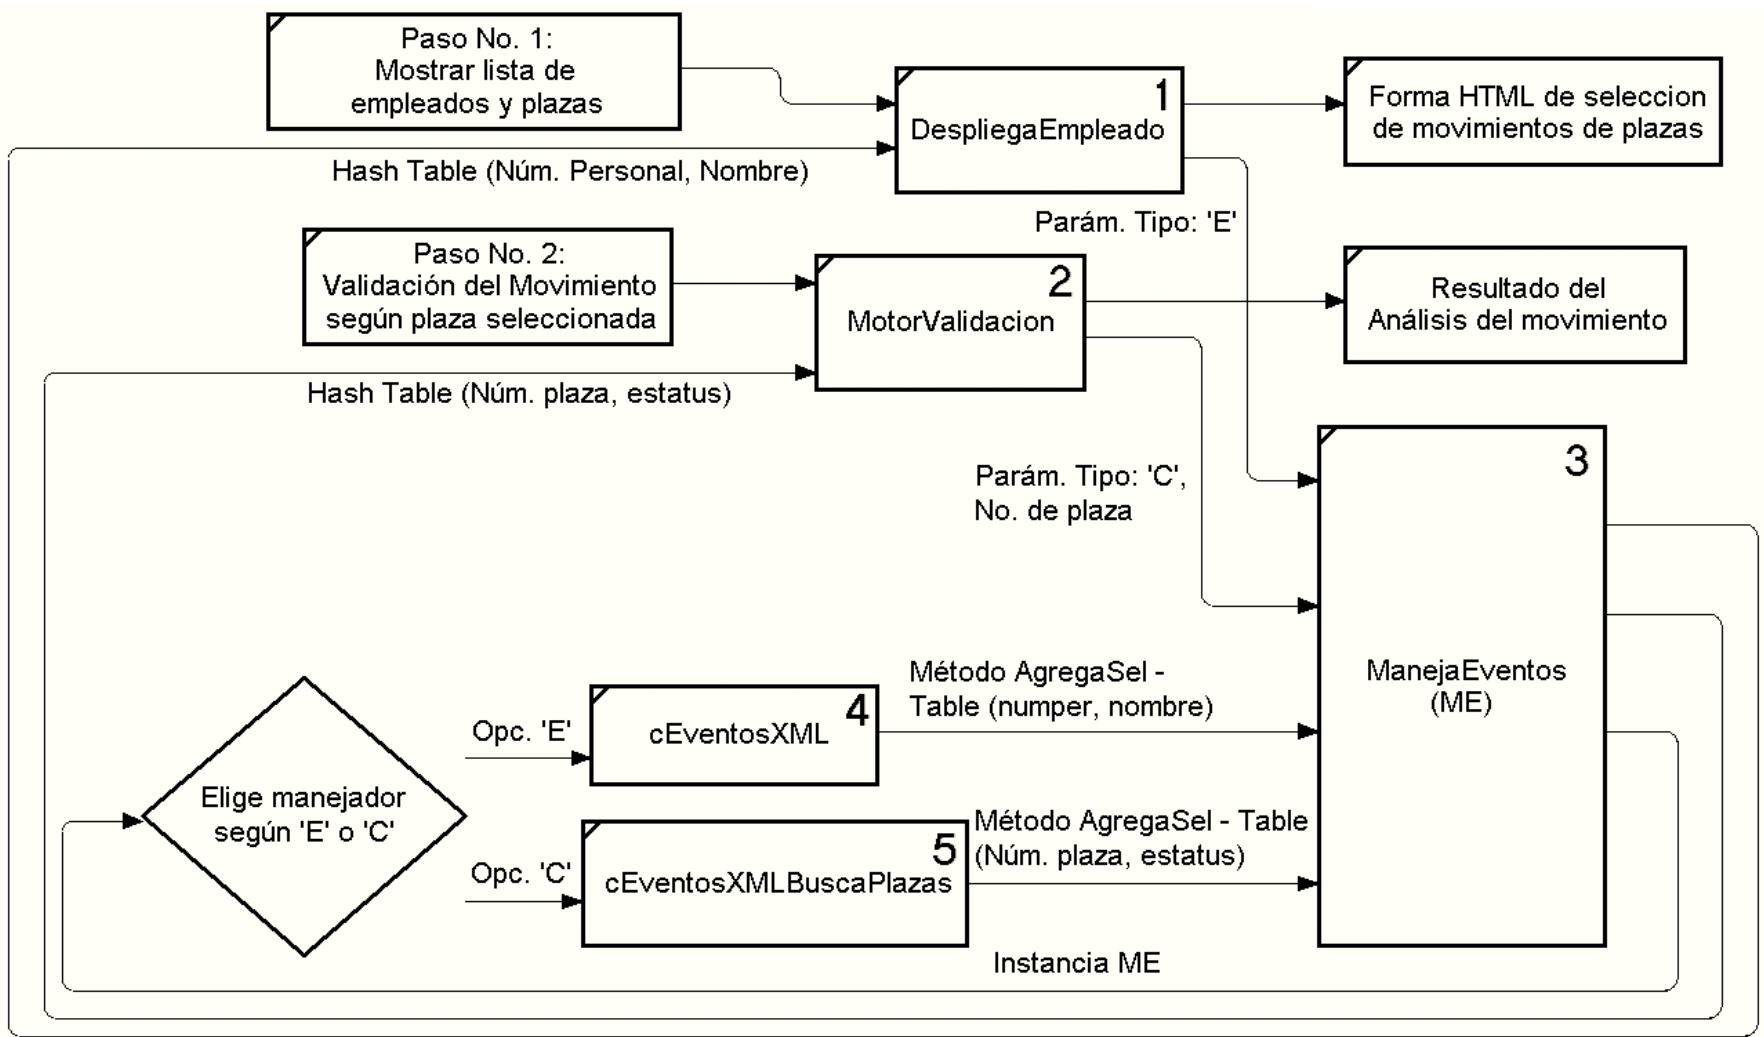 Paso No. 1:
Mostrar lista de
empleados y plazas
1
DespliegaEmpleado
Forma HTML de seleccion
de movimientos de plazas
Hash Table (Núm. Personal, Nombre)
Parám. Tipo: 'E'
Paso No. 2:
Validación del Movimiento
según plaza seleccionada
2
MotorValidacion
Resultado del
Análisis del movimiento
Hash Table (Núm. plaza, estatus)
Parám. Tipo: 'C',
No. de plaza
3
ManejaEventos
(ME)
Método AgregaSel -
Table (numper, nombre)
Opc. 'E'
4
cEventosXML
Elige manejador
según 'E' o 'C'
Opc. 'C'
5
cEventosXMLBuscaPlazas
Método AgregaSel - Table
(Núm. plaza, estatus)
Instancia ME